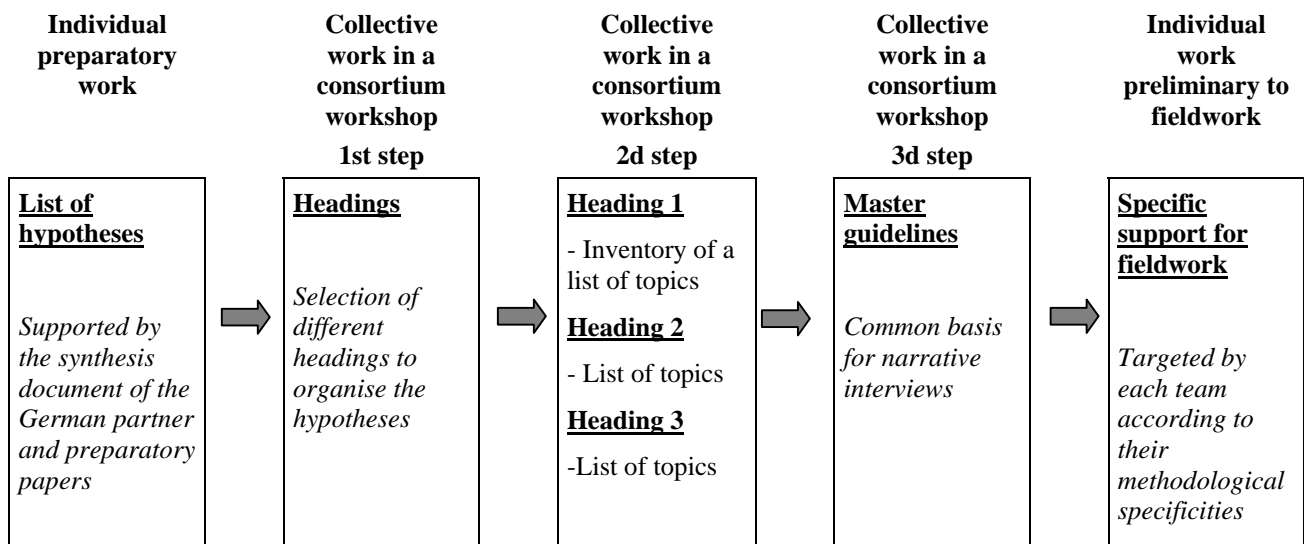 Individual
preparatory
work
Collective
work in a
consortium
workshop
1st step
Collective
work in a
consortium
workshop
2d step
Collective
work in a
consortium
workshop
3d step
Individual
work
preliminary to
fieldwork
List of
hypotheses
Supported by
the synthesis
document of the
German partner
and preparatory
papers
Headings
Selection of
different
headings to
organise the
hypotheses
Heading 1
- Inventory of a
list of topics
Heading 2
- List of topics
Heading 3
-List of topics
Master
guidelines
Common basis
for narrative
interviews
Specific
support for
fieldwork
Targeted by
each team
according to
their
methodological
specificities